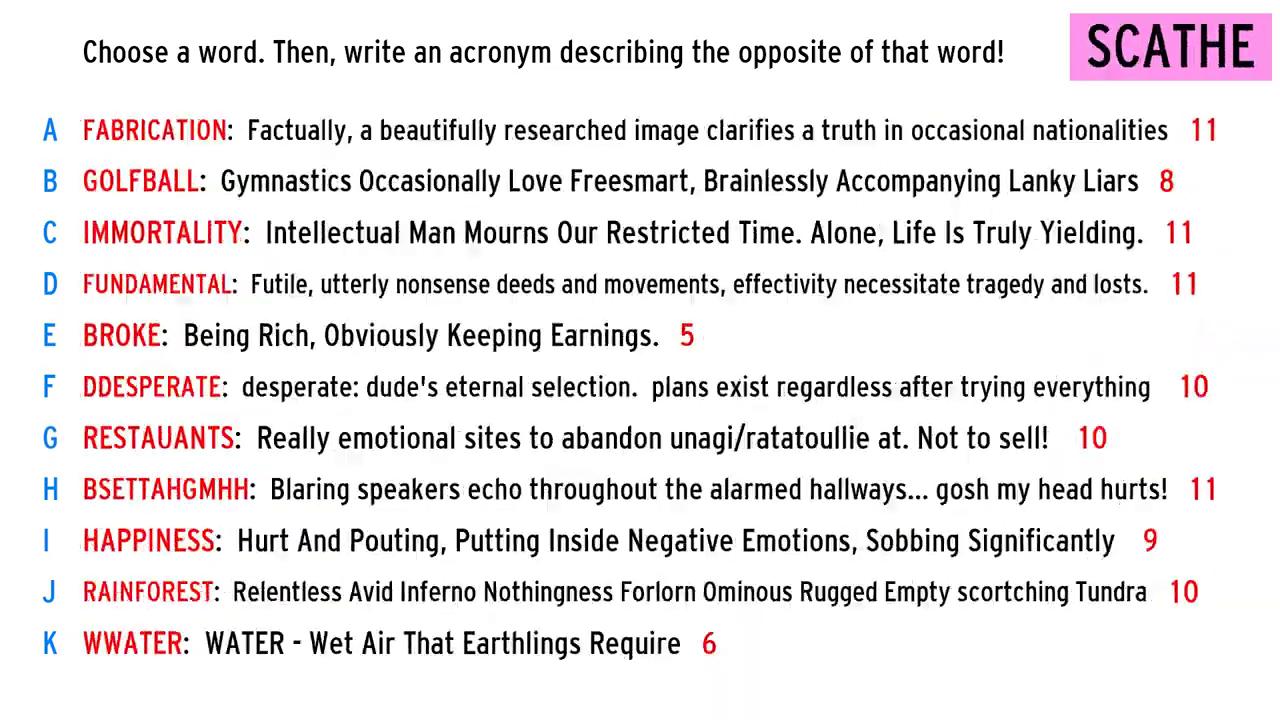 Choose a word. Then, write an acronym describing the opposite of that word!
SCATHE
A FABRICATION: Factually, a beautifully researched image clarifies a truth in occasional nationalities 11
B GOLFBALL: Gymnastics Occasionally Love Freesmart, Brainlessly Accompanying Lanky Liars 8
C IMMORTALITY: Intellectual Man Mourns Our Restricted Time. Alone, Life Is Truly Yielding. 11
D FUNDAMENTAL: Futile, utterly nonsense deeds and movements, effectivity necessitate tragedy and losts. 11
E BROKE: Being Rich, Obviously Keeping Earnings. 5
F DDESPERATE: desperate: dude's eternal selection. plans exist regardless after trying everything 10
G RESTAUANTS: Really emotional sites to abandon unagi/ratatoullie at. Not to sell! 10
H BSETTAHGMHH: Blaring speakers echo throughout the alarmed hallways... gosh my head hurts! 11
I HAPPINESS: Hurt And Pouting, Putting Inside Negative Emotions, Sobbing Significantly 9
J RAINFOREST: Relentless Avid Inferno Nothingness Forlorn Ominous Rugged Empty scortching Tundra 10
K WWATER: WATER - Wet Air That Earthlings Require 6